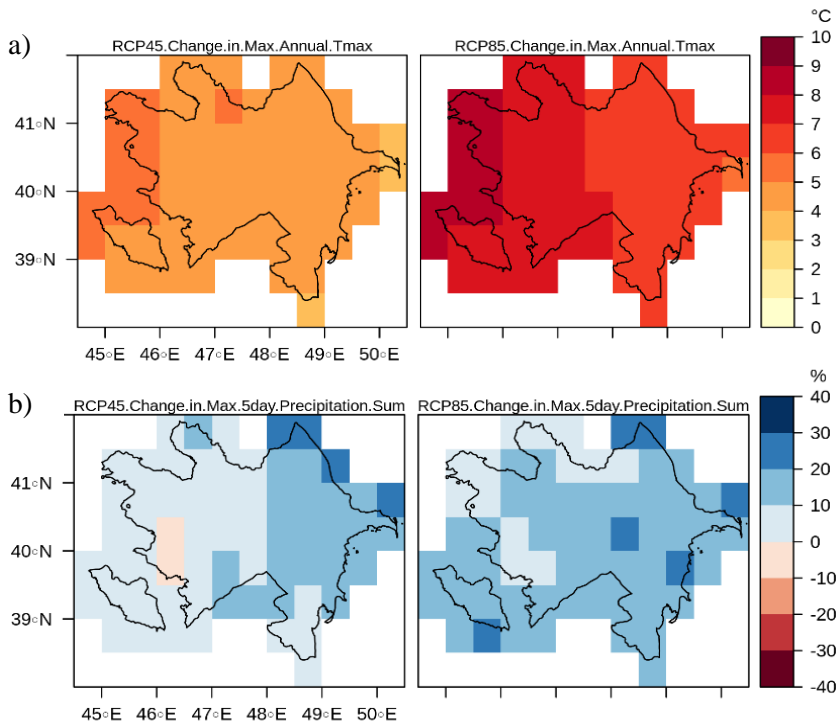 °C
a)
RCP45.Change.in.Max.Annual.Tmax
RCP85.Change.in.Max.Annual.Tmax
10
9
8
7
6
5
4
3
2
1
0
41○N
40○N
39○N
45○E 46○E 47○E 48○E 49○E 50○E
b)
RCP45.Change.in.Max.5day.Precipitation.Sum
RCP85.Change.in.Max.5day.Precipitation.Sum
%
40
30
20
10
0
-10
-20
-30
-40
41○N
40○N
39○N
45○E 46○E 47○E 48○E 49○E 50○E